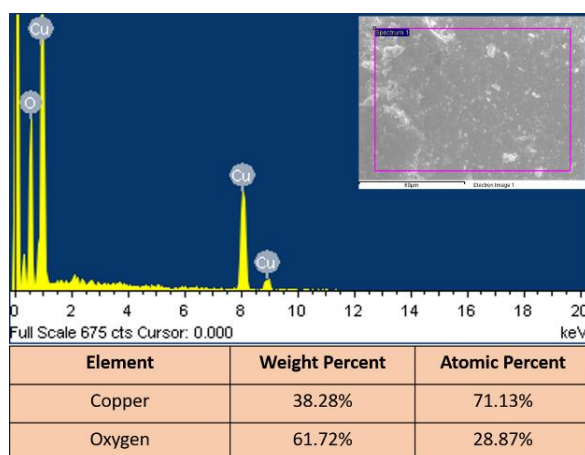 Cu
Spectrum 1
O
Cu
Cu
60µm Electron Image 1
0 2 4 6 8 10 12 14 16 18 20
Full Scale 675 cts Cursor: 0.000 keV
Element Weight Percent Atomic Percent
Copper 38.28% 71.13%
Oxygen 61.72% 28.87%